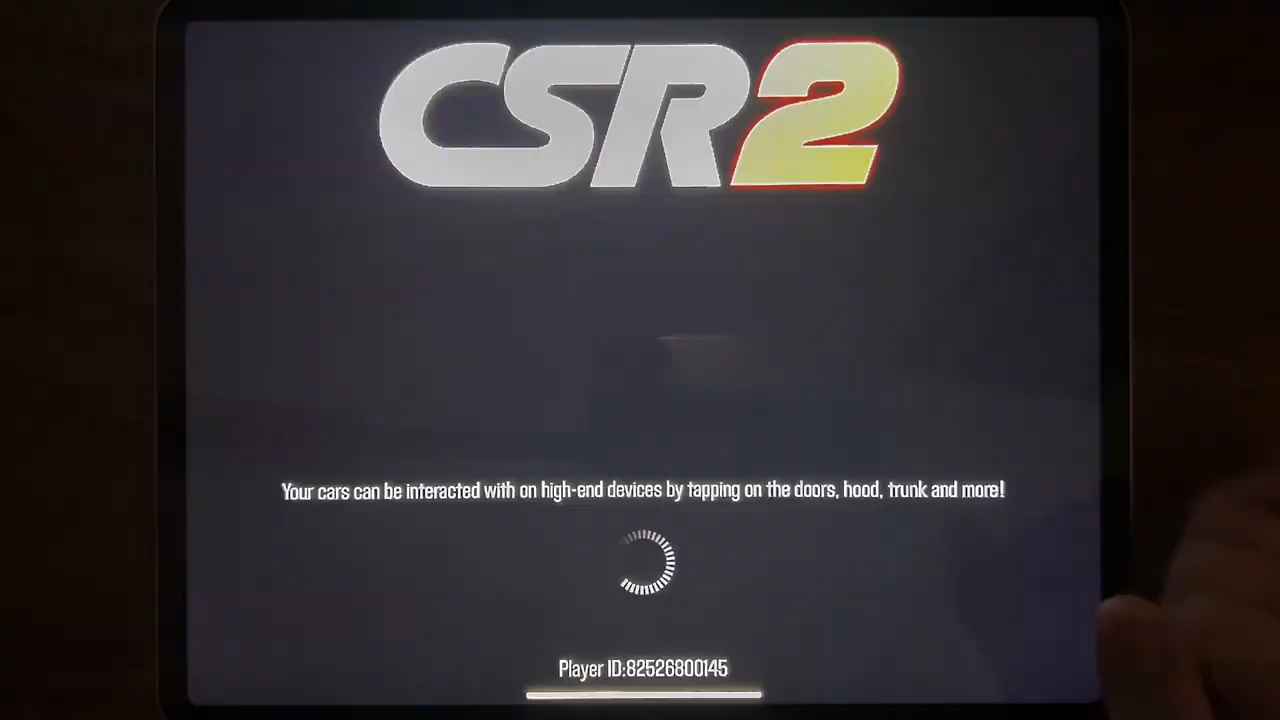 CSR2
Your cars can be interacted with on high-end devices by tapping on the doors, hood, trunk and more!
Player ID:82526800145